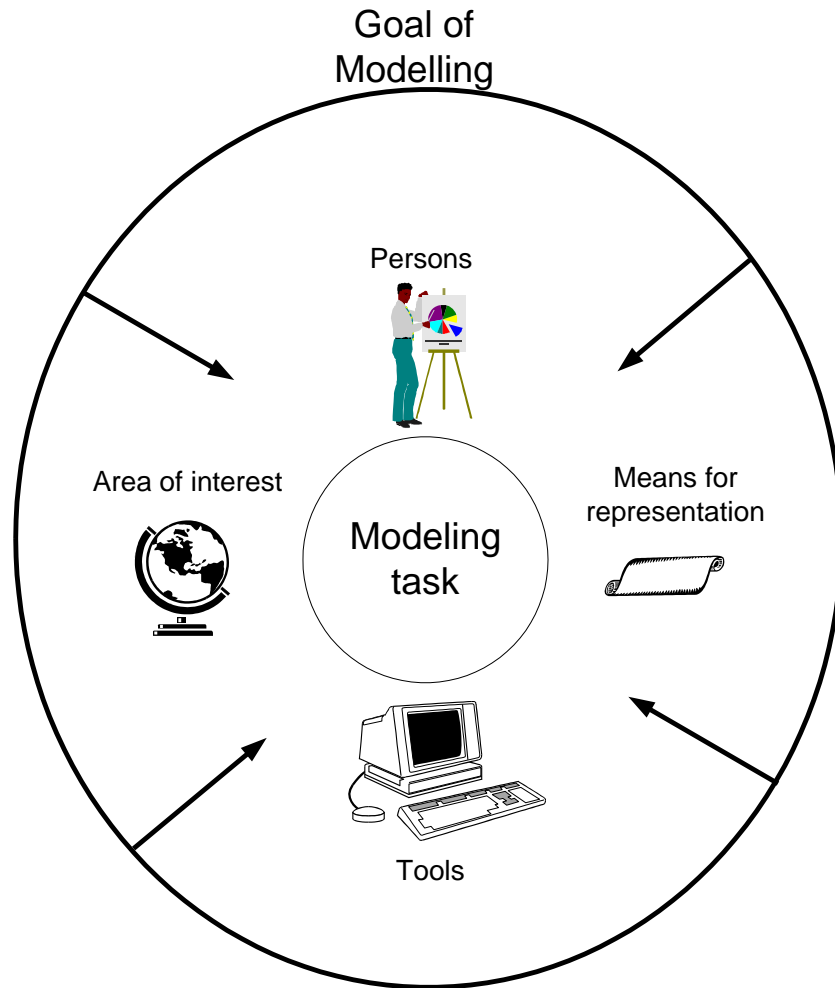 Goal of
Modelling
Persons
Area of interest
Means for
representation
Modeling
task
Tools